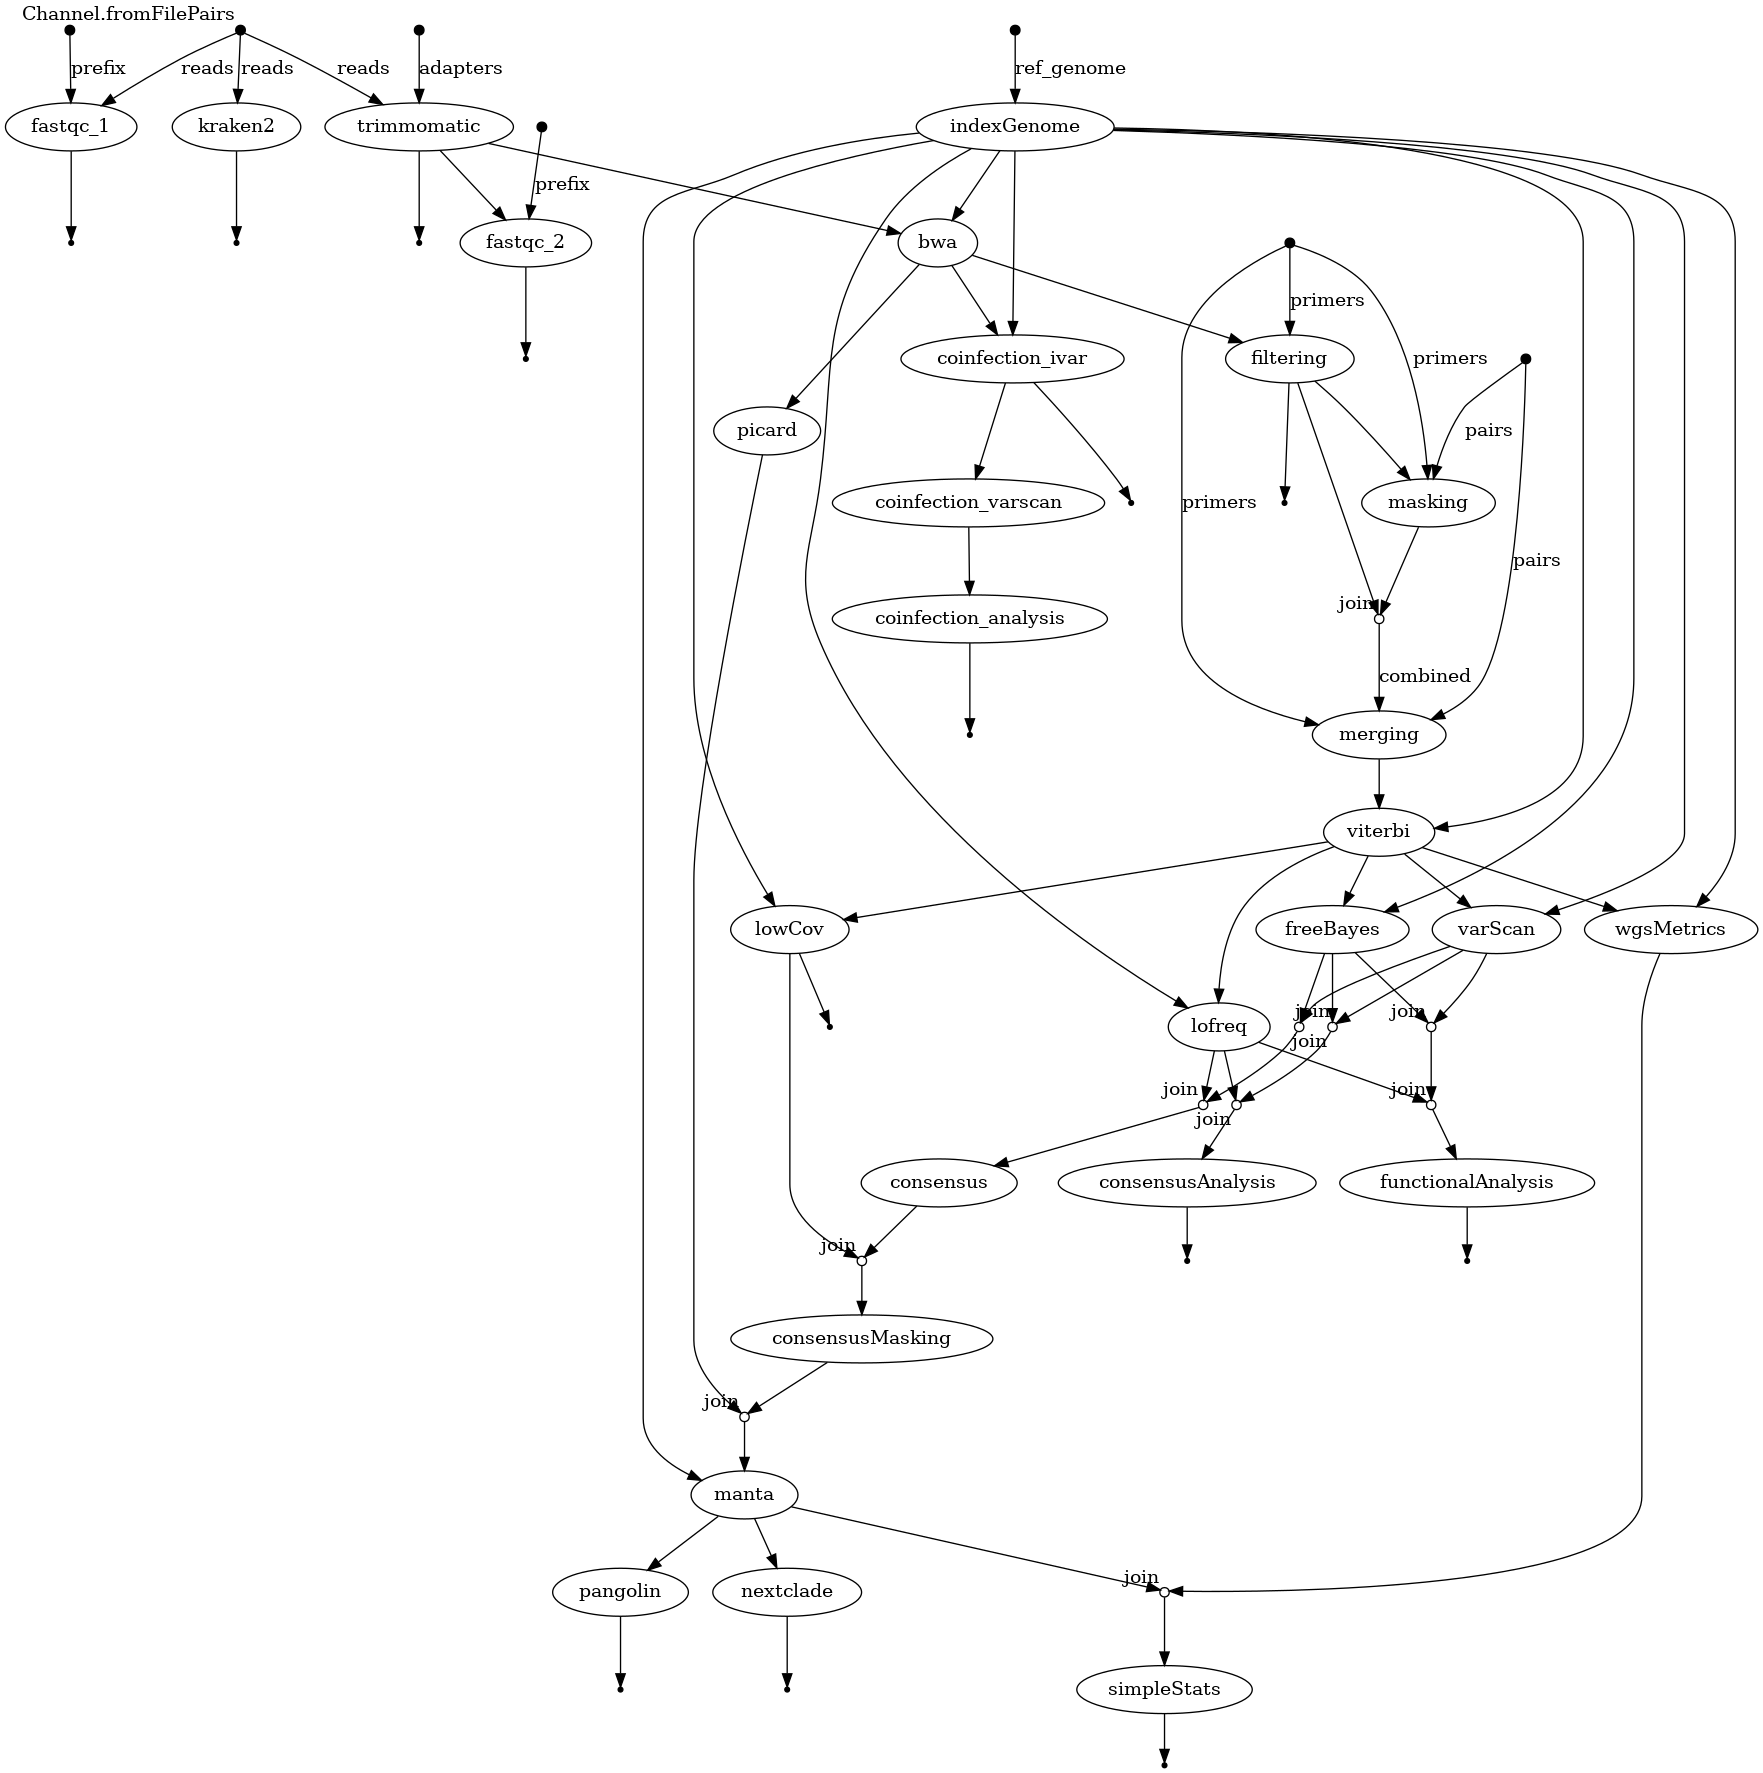 Channel.fromFilePairs
prefix
reads
reads
reads
adapters
ref_genome
fastqc_1
kraken2
trimmomatic
indexGenome
prefix
fastqc_2
bwa
primers
coinfection_ivar
filtering
primers
picard
pairs
coinfection_varscan
primers
masking
pairs
join
coinfection_analysis
combined
merging
viterbi
lowCov
freeBayes
varScan
wgsMetrics
join
join
lofreq
join
join
join
join
consensus
consensusAnalysis
functionalAnalysis
join
consensusMasking
join
manta
join
pangolin
nextclade
simpleStats